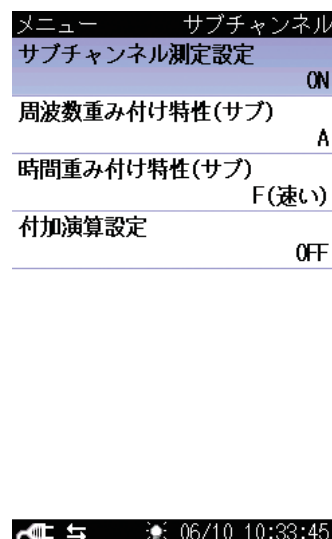 メニュー サブチャンネル
サブチャンネル測定設定
ON
周波数重み付け特性(サブ)
A
時間重み付け特性(サブ)
F(速い)
付加演算設定
OFF
06/10 10:33:45